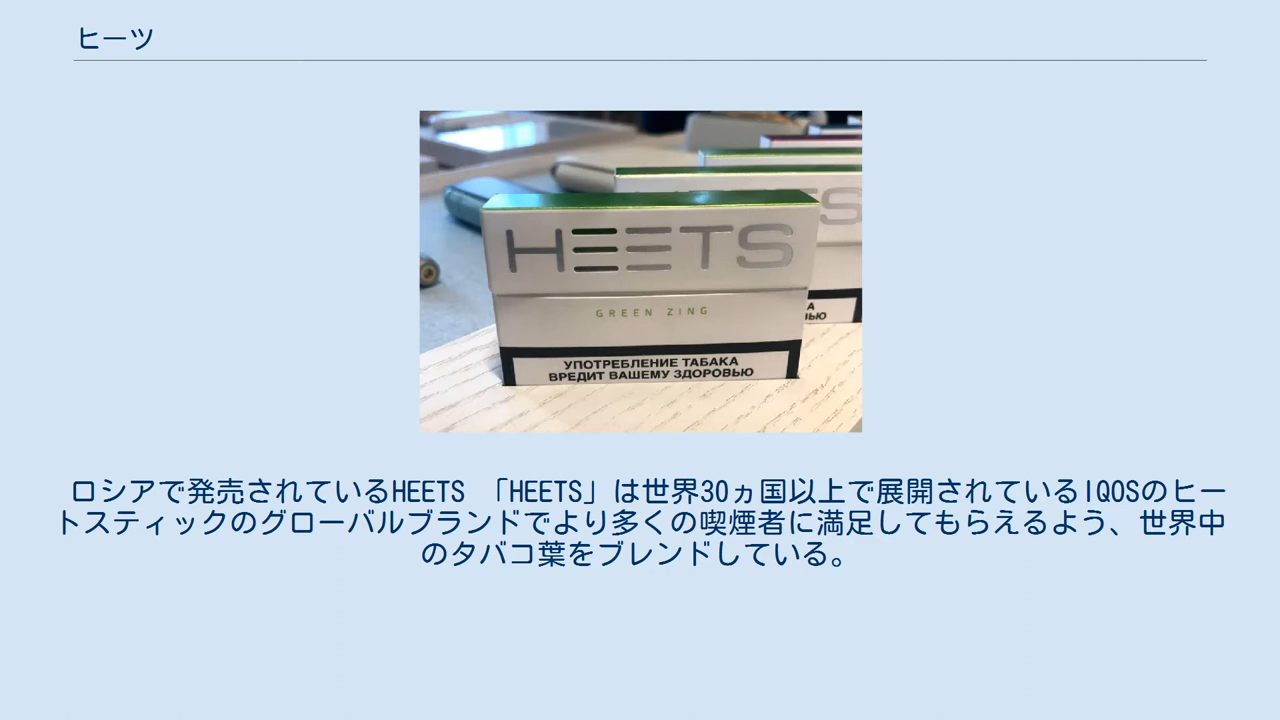 ヒーツ
HEETS
GREEN ZING
УПОТРЕБЛЕНИЕ ТАБАКА
ВРЕДИТ ВАШЕМУ ЗДОРОВЬЮ
ロシアで発売されているHEETS 「HEETS」は世界30ヵ国以上で展開されているIQOSのヒー
トスティックのグローバルブランドでより多くの喫煙者に満足してもらえるよう、世界中
のタバコ葉をブレンドしている。